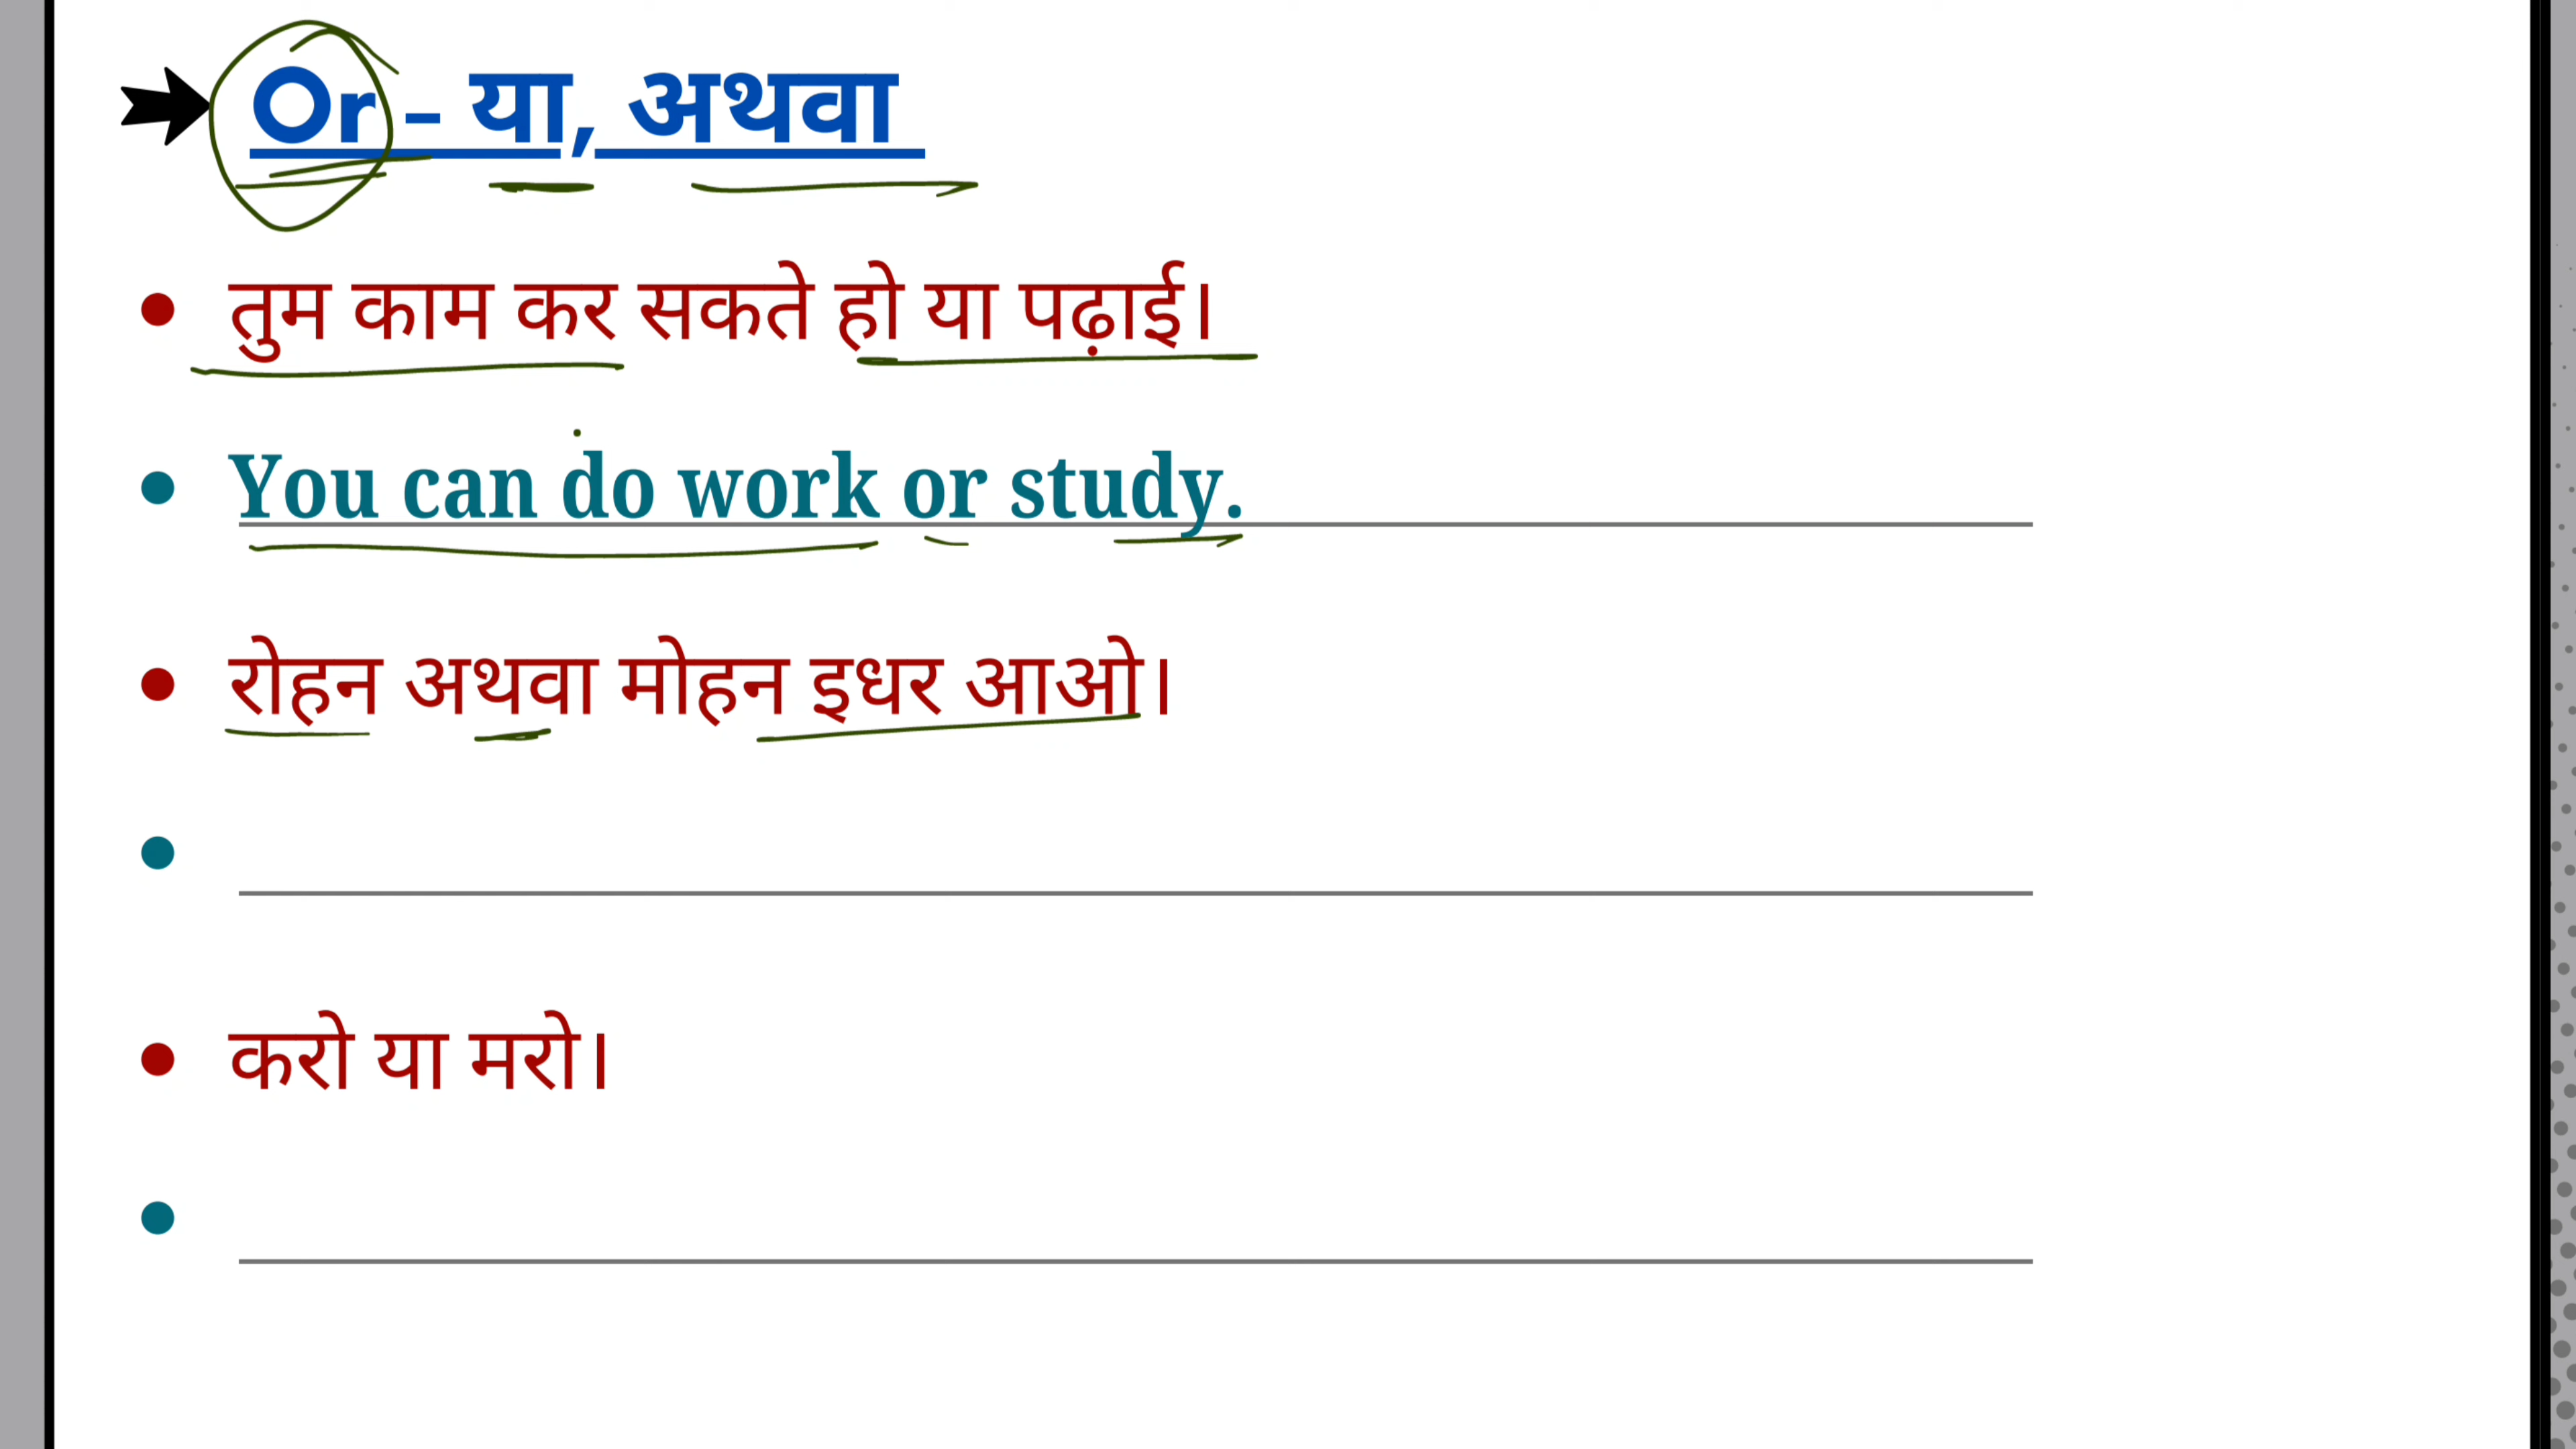 Or - या, अथवा
तुम काम कर सकते हो या पढ़ाई।
You can do work or study.
रोहन अथवा मोहन इधर आओ।
करो या मरो।